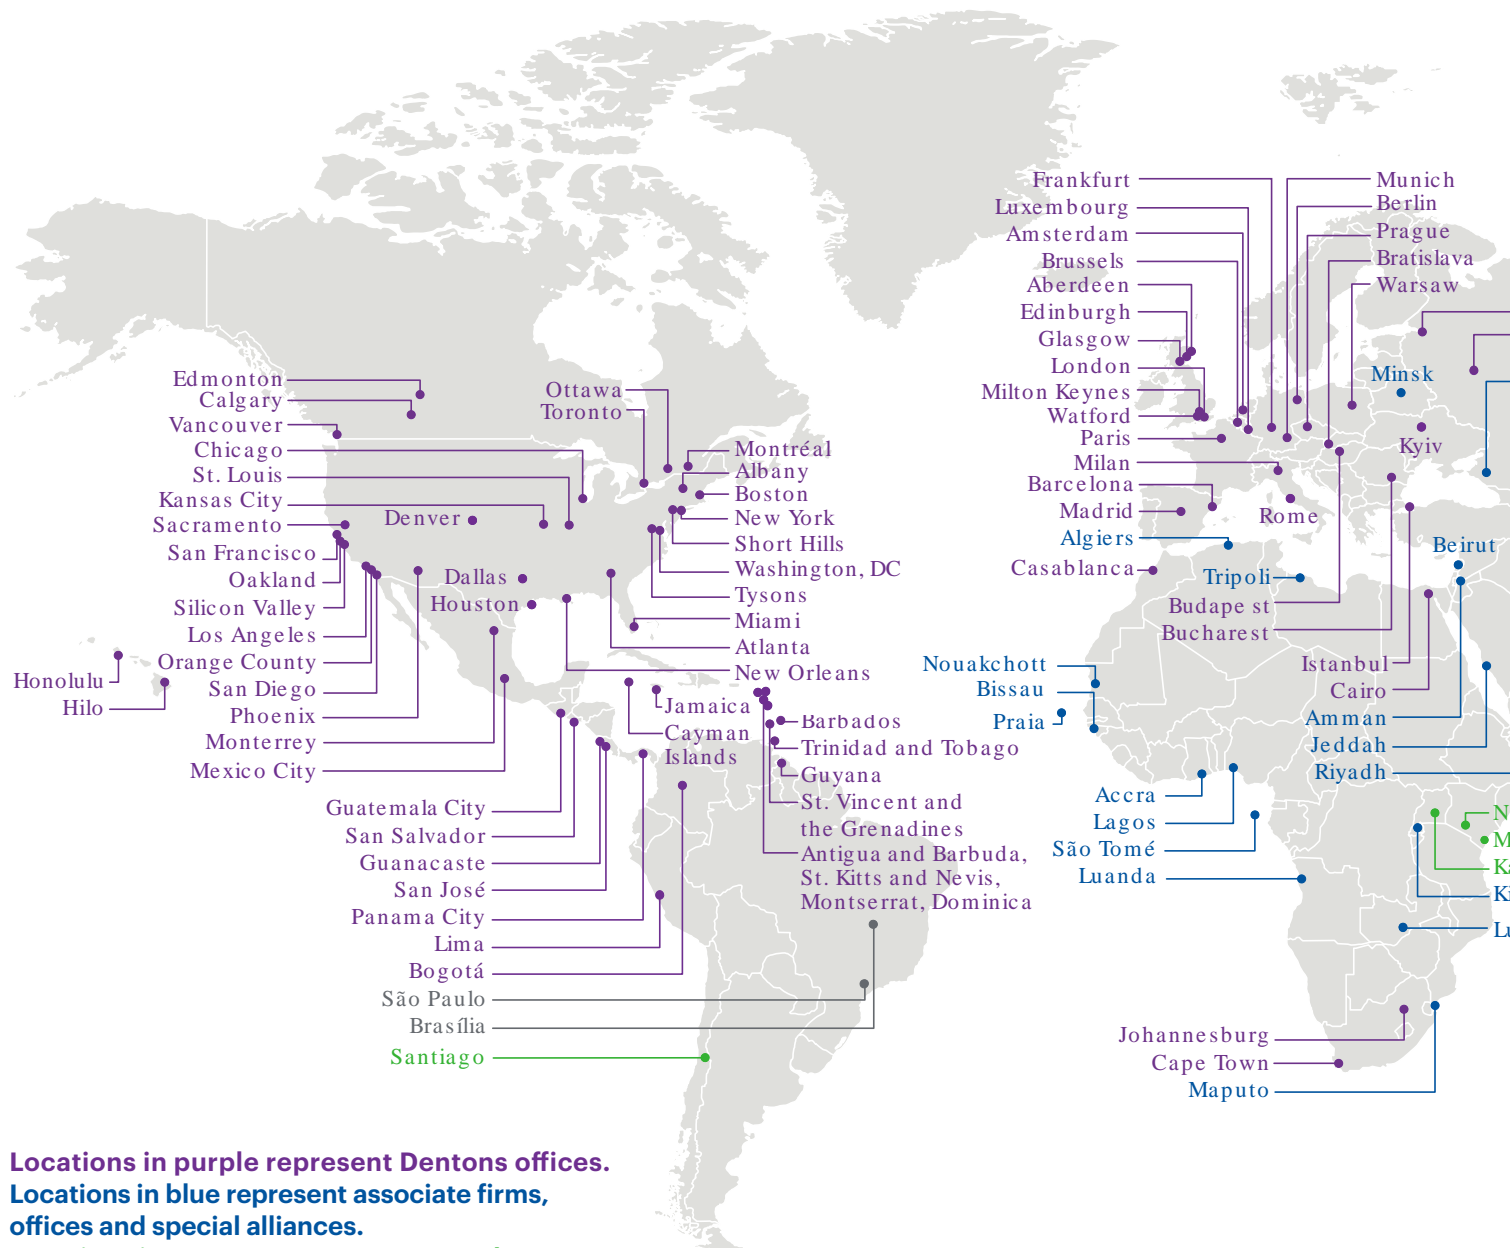 Frankfurt
Luxembourg
Amsterdam
Brussels
Aberdeen
Edinburgh
Glasgow
London
Milton Keynes
Watford
Paris
Milan
Barcelona
Madrid
Algiers
Casablanca
Munich
Berlin
Prague
Bratislava
Warsaw
Minsk
Kyiv
Rome
Beirut
Tripoli
Budape st
Bucharest
Istanbul
Cairo
Amman
Jeddah
Riyadh
Edmonton
Calgary
Vancouver
Chicago
St. Louis
Kansas City
Sacramento
San Francisco
Oakland
Silicon Valley
Los Angeles
Orange County
San Diego
Phoenix
Monterrey
Mexico City
Honolulu
Hilo
Denver
Dallas
Houston
Ottawa
Toronto
Montréal
Albany
Boston
New York
Short Hills
Washington, DC
Tysons
Miami
Atlanta
New Orleans
Jamaica
Cayman
Islands
Barbados
Trinidad and Tobago
Guyana
St. Vincent and
the Grenadines
Antigua and Barbuda,
St. Kitts and Nevis,
Montserrat, Dominica
Guatemala City
San Salvador
Guanacaste
San José
Panama City
Lima
Bogotá
São Paulo
Brasília
Santiago
Nouakchott
Bissau
Praia
Accra
Lagos
São Tomé
Luanda
N
M
Ka
Ki
Lu
Johannesburg
Cape Town
Maputo
Locations in purple represent Dentons offices.
Locations in blue represent associate firms,
offices and special alliances.